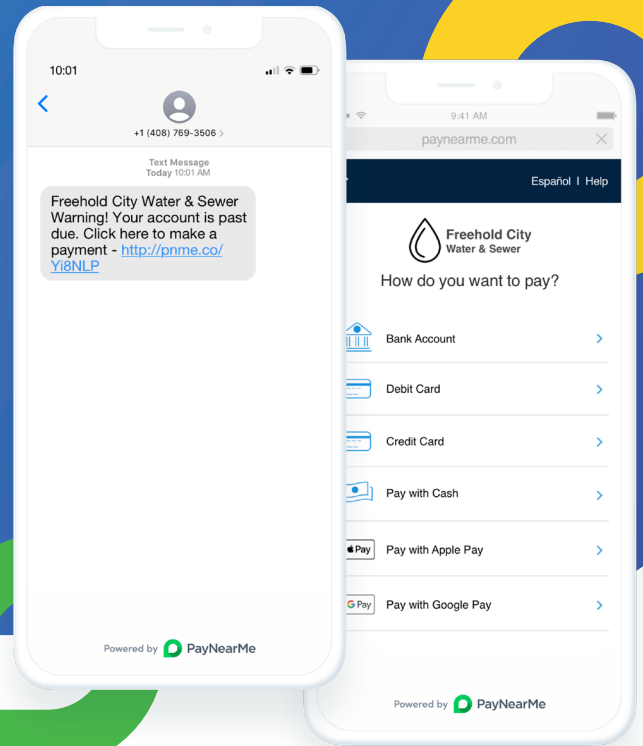 10:01
+1 (408) 769-3506 >
Text Message
Today 10:01 AM
Freehold City Water & Sewer
Warning! Your account is past
due. Click here to make a
payment - http://pnme.co/
Yi8NLP
Powered by PayNearMe
9:41 AM
paynearme.com
Español | Help
Freehold City
Water & Sewer
How do you want to pay?
Bank Account
Debit Card
Credit Card
Pay with Cash
Pay Pay with Apple Pay
G Pay Pay with Google Pay
Powered by PayNearMe